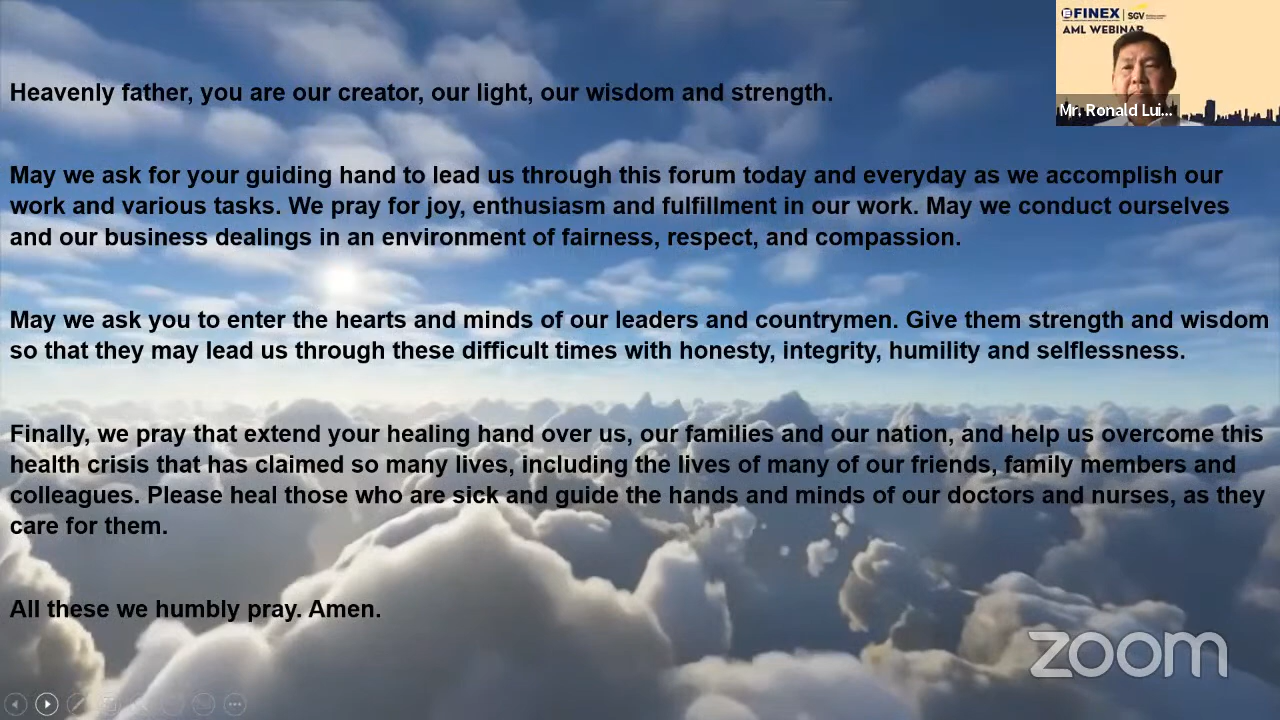 FINEX | SGV
AML WEBINAR
Mr. Ronald Lui...
Heavenly father, you are our creator, our light, our wisdom and strength.
May we ask for your guiding hand to lead us through this forum today and everyday as we accomplish our
work and various tasks. We pray for joy, enthusiasm and fulfillment in our work. May we conduct ourselves
and our business dealings in an environment of fairness, respect, and compassion.
May we ask you to enter the hearts and minds of our leaders and countrymen. Give them strength and wisdom
so that they may lead us through these difficult times with honesty, integrity, humility and selflessness.
Finally, we pray that extend your healing hand over us, our families and our nation, and help us overcome this
health crisis that has claimed so many lives, including the lives of many of our friends, family members and
colleagues. Please heal those who are sick and guide the hands and minds of our doctors and nurses, as they
care for them.
All these we humbly pray. Amen.
zoom